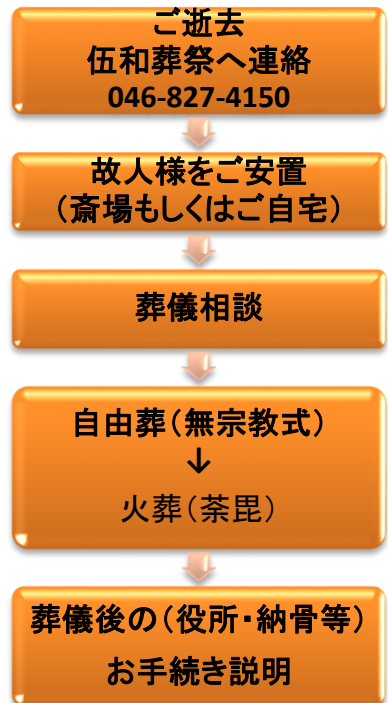 ご逝去
伍和葬祭へ連絡
046-827-4150
故人様をご安置
（斎場もしくはご自宅）
葬儀相談
自由葬（無宗教式）
↓
火葬（荼毘）
葬儀後の（役所・納骨等）
お手続き説明